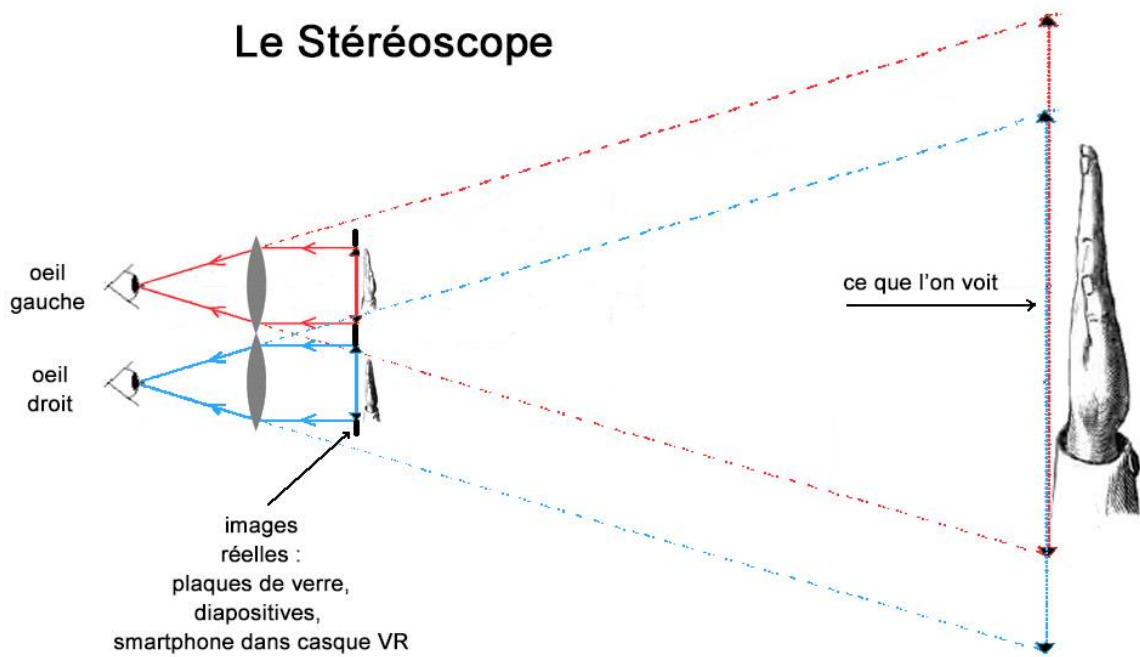 Le Stéréoscope
oeil
gauche
oeil
droit
ce que l'on voit
images
réelles :
plaques de verre,
diapositives,
smartphone dans casque VR